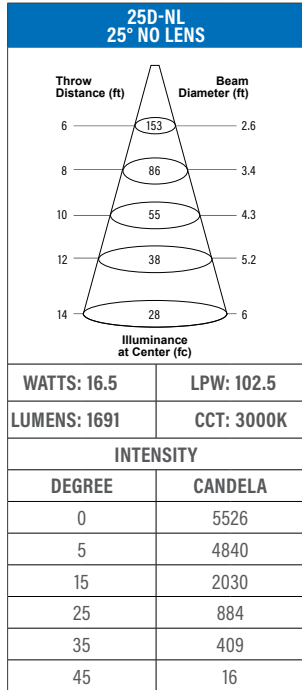 25D-NL
25° NO LENS
Throw Beam
Distance (ft) Diameter (ft)
6 153 2.6
8 86 3.4
10 55 4.3
12 38 5.2
14 28 6
Illuminance
at Center (fc)
WATTS: 16.5 LPW: 102.5
LUMENS: 1691 CCT: 3000K
INTENSITY
DEGREE CANDELA
0 5526
5 4840
15 2030
25 884
35 409
45 16